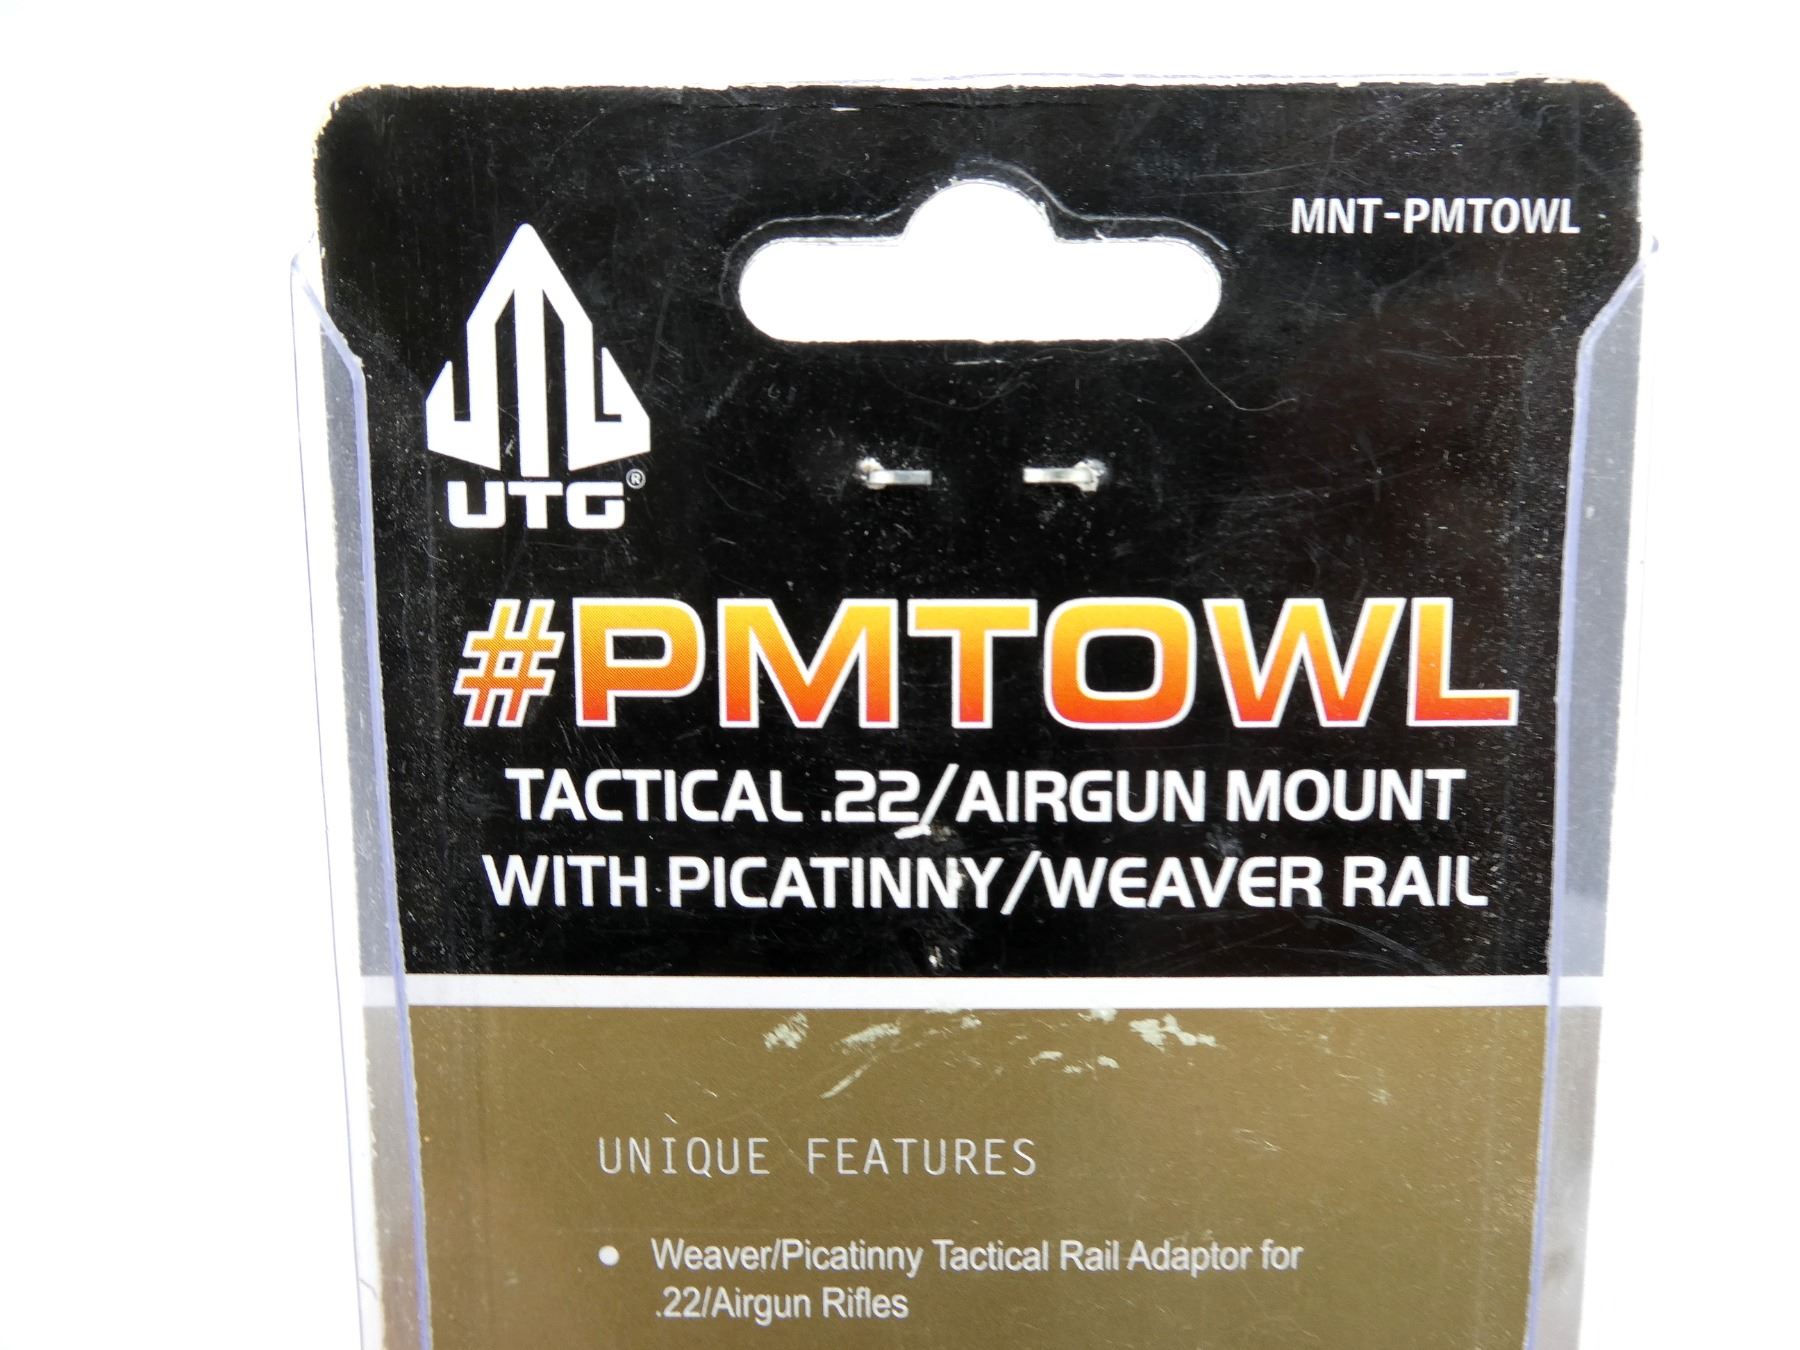 MNT-PMTOWL
UTG®
#PMTOWL
TACTICAL .22/AIRGUN MOUNT
WITH PICATINNY/WEAVER RAIL
UNIQUE FEATURES
● Weaver/Picatinny Tactical Rail Adaptor for
.22/Airgun Rifles